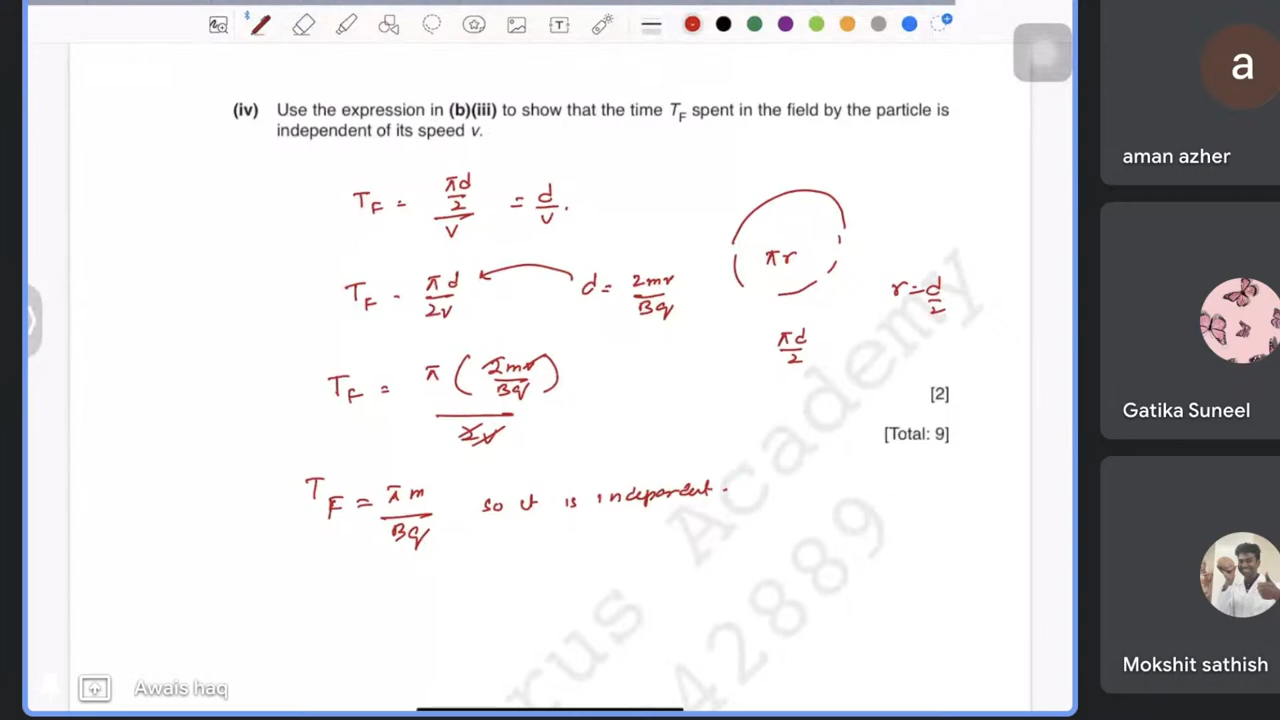 (iv) Use the expression in (b)(iii) to show that the time T_F spent in the field by the particle is
independent of its speed v.
T_F = (πd/2)/v = d/v.
πr
T_F = πd/2v d = 2mv/Bq
r = d/2
πd/2
T_F = π(2mv/Bq)/2v
[2]
[Total: 9]
T_F = πm/Bq so it is independent.
rus Academy
42889
Awais haq
a
aman azher
Gatika Suneel
Mokshit sathish